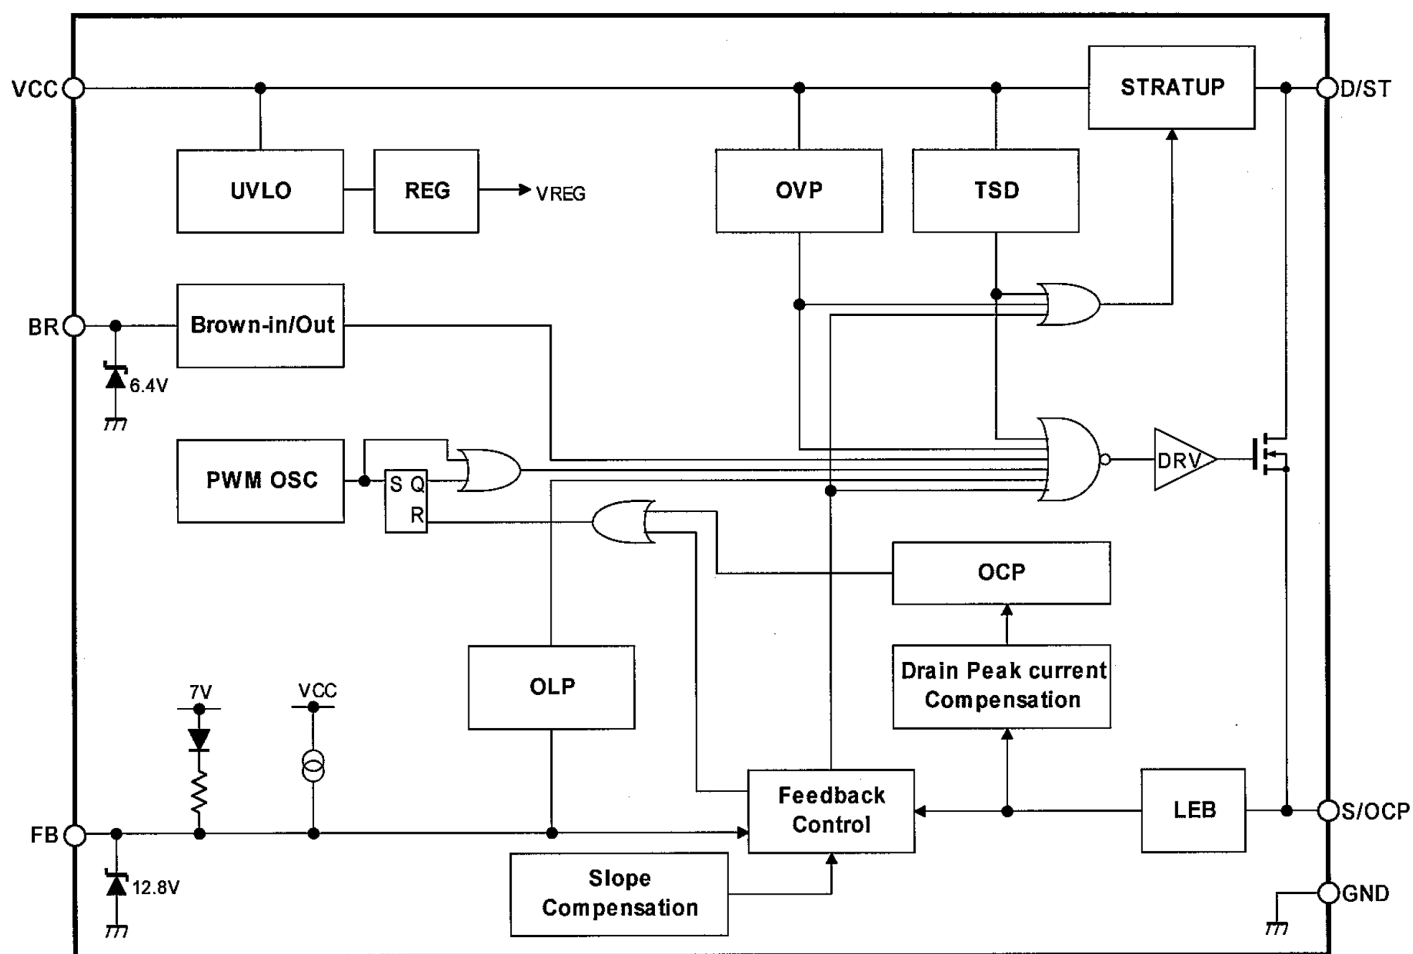 VCC
STRATUP
D/ST
UVLO
REG
VREG
OVP
TSD
BR
Brown-in/Out
6.4V
PWM OSC
S Q
R
DRV
OCP
Drain Peak current
Compensation
OLP
7V
VCC
Feedback
Control
LEB
S/OCP
FB
12.8V
Slope
Compensation
GND